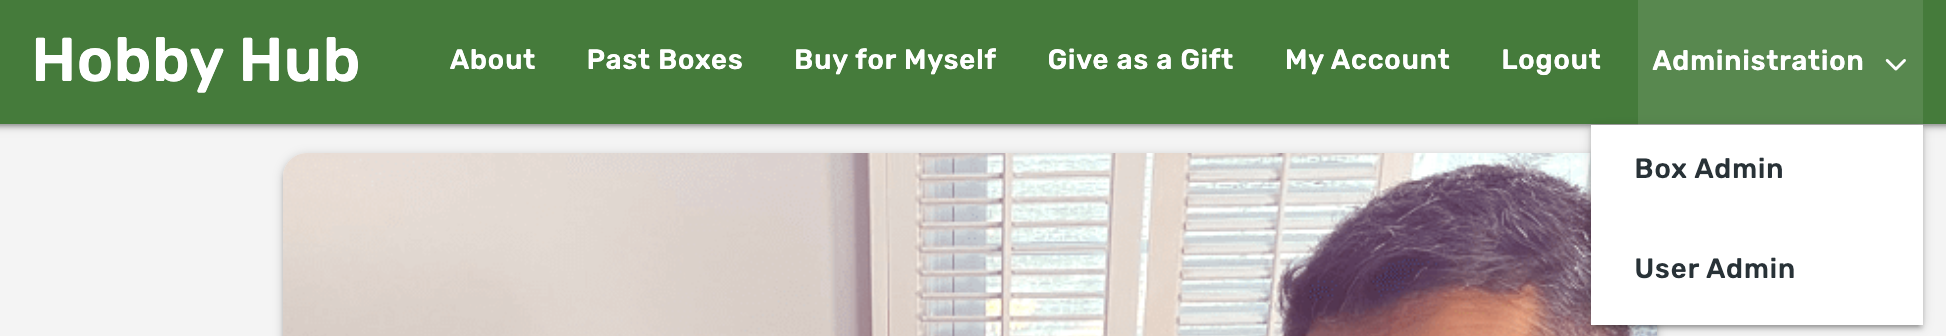 Hobby Hub About Past Boxes Buy for Myself Give as a Gift My Account Logout Administration
Box Admin
User Admin